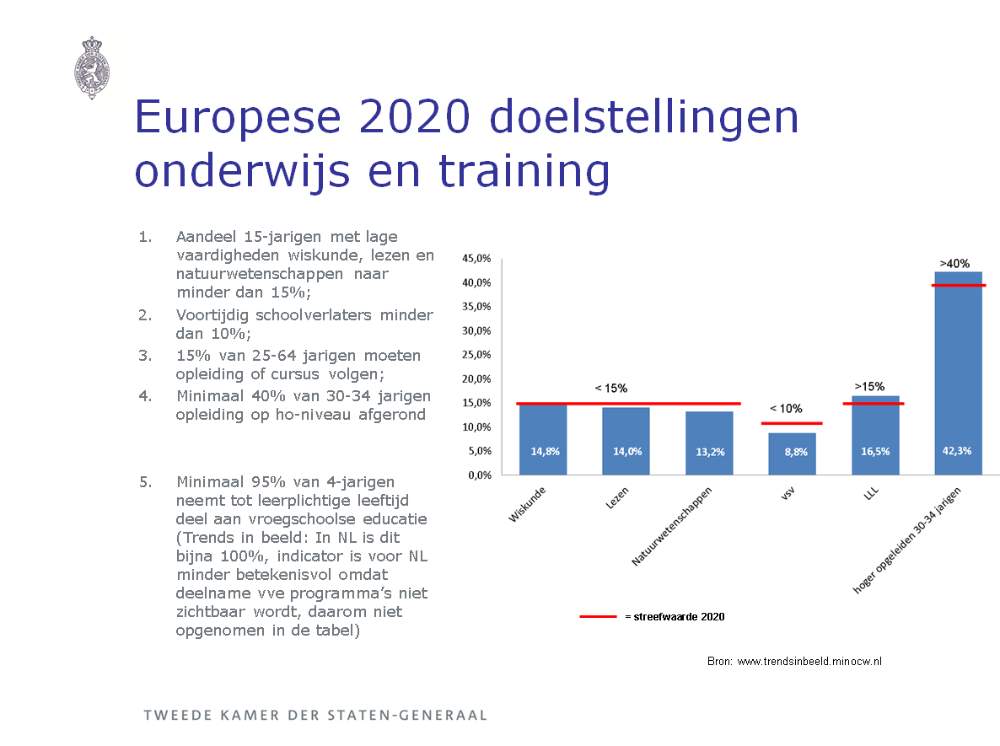 Europese 2020 doelstellingen
onderwijs en training
1. Aandeel 15-jarigen met lage
vaardigheden wiskunde, lezen en
natuurwetenschappen naar
minder dan 15%;
2. Voortijdig schoolverlaters minder
dan 10%;
3. 15% van 25-64 jarigen moeten
opleiding of cursus volgen;
4. Minimaal 40% van 30-34 jarigen
opleiding op ho-niveau afgerond
5. Minimaal 95% van 4-jarigen
neemt tot leerplichtige leeftijd
deel aan vroegschoolse educatie
(Trends in beeld: In NL is dit
bijna 100%, indicator is voor NL
minder betekenisvol omdat
deelname vve programma's niet
zichtbaar wordt, daarom niet
opgenomen in de tabel)
45,0%
40,0%
35,0%
30,0%
25,0%
20,0%
15,0%
10,0%
5,0%
0,0%
< 15%
< 10%
>15%
>40%
14,8%
14,0%
13,2%
8,8%
16,5%
42,3%
Wiskunde
Lezen
Natuurwetenschappen
vsv
LLL
hoger opgeleiden 30-34 jarigen
= streefwaarde 2020
Bron: www.trendsinbeeld.minocw.nl
TWEEDE KAMER DER STATEN-GENERAAL